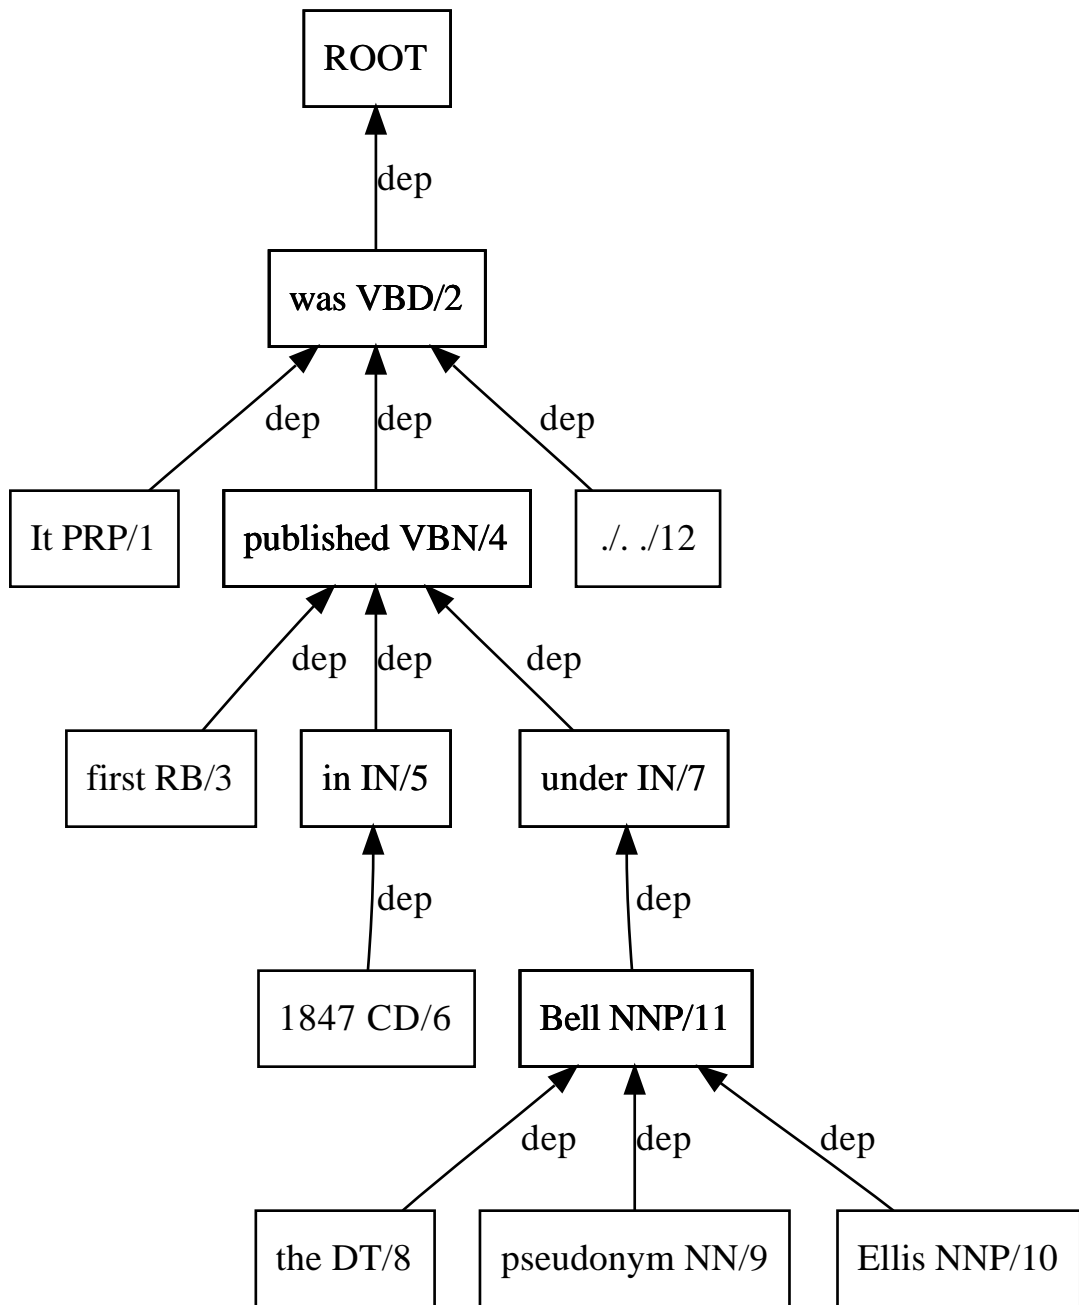 ROOT
dep
was VBD/2
dep dep dep
It PRP/1 published VBN/4 ./. ./12
dep dep dep
first RB/3 in IN/5 under IN/7
dep dep
1847 CD/6 Bell NNP/11
dep dep dep
the DT/8 pseudonym NN/9 Ellis NNP/10